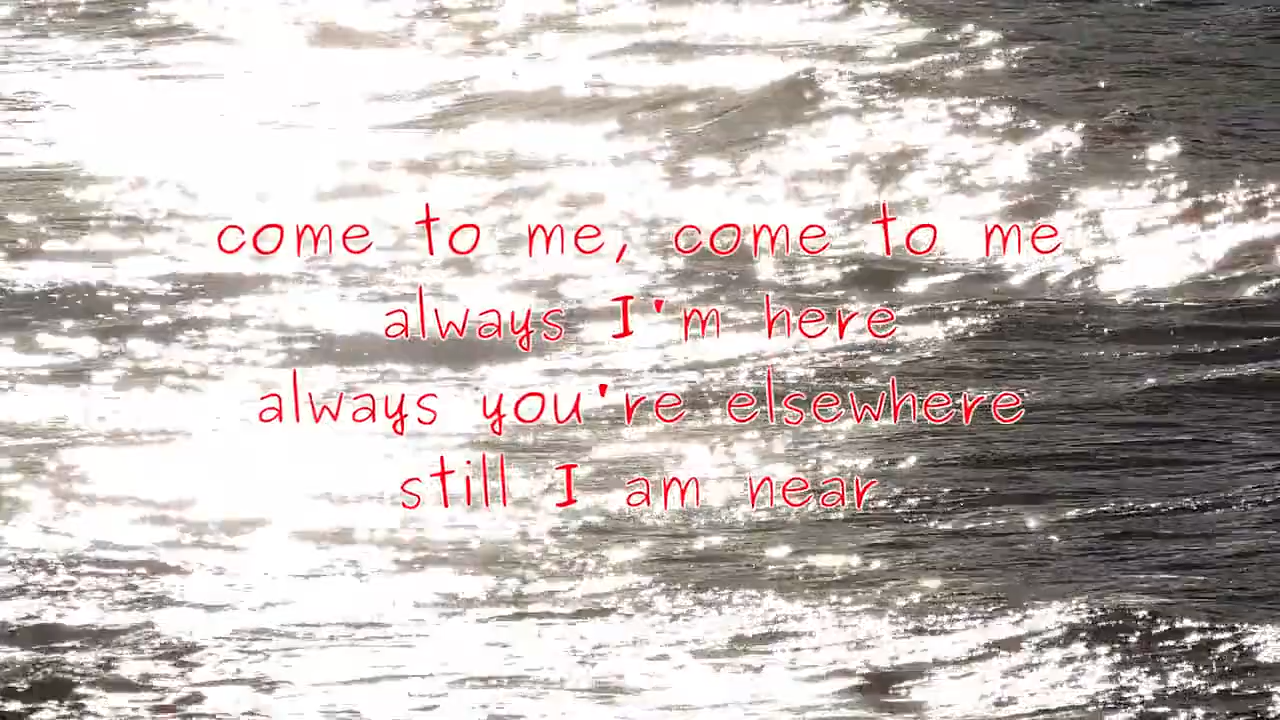 come to me, come to me
always I'm here
always you're elsewhere
still I am near